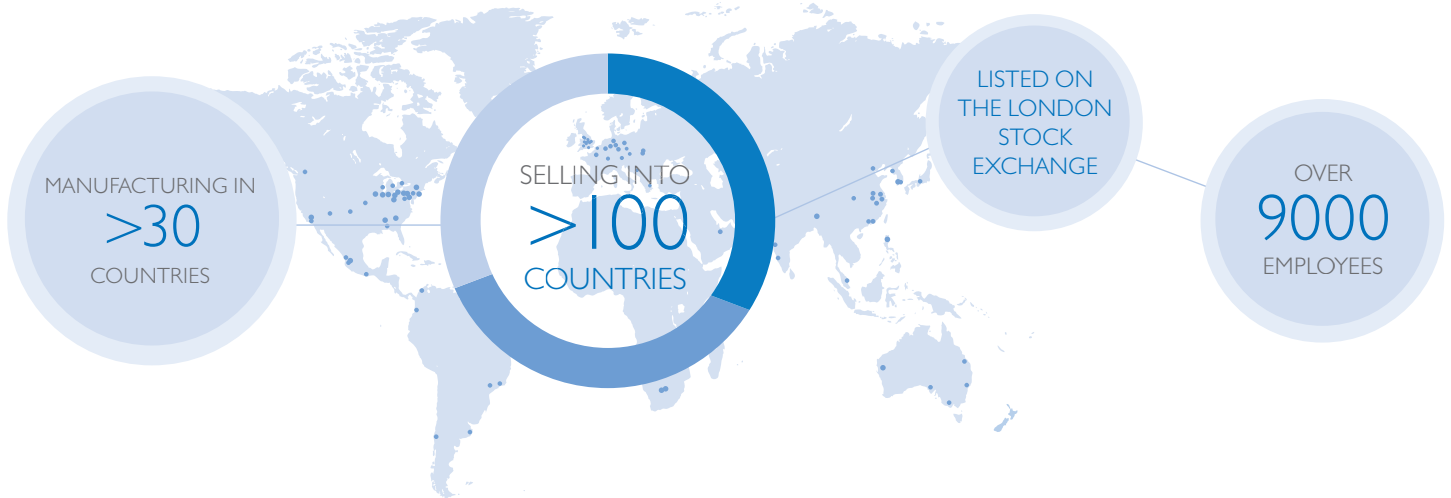 MANUFACTURING IN
>30
COUNTRIES
SELLING INTO
>100
COUNTRIES
LISTED ON
THE LONDON
STOCK
EXCHANGE
OVER
9000
EMPLOYEES